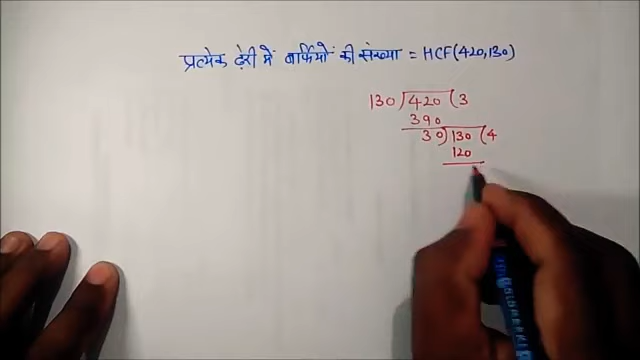 प्रत्येक ढ़ेरी में बर्फियों की संख्या = HCF(420,130)
130)420(3
390
30)130(4
120